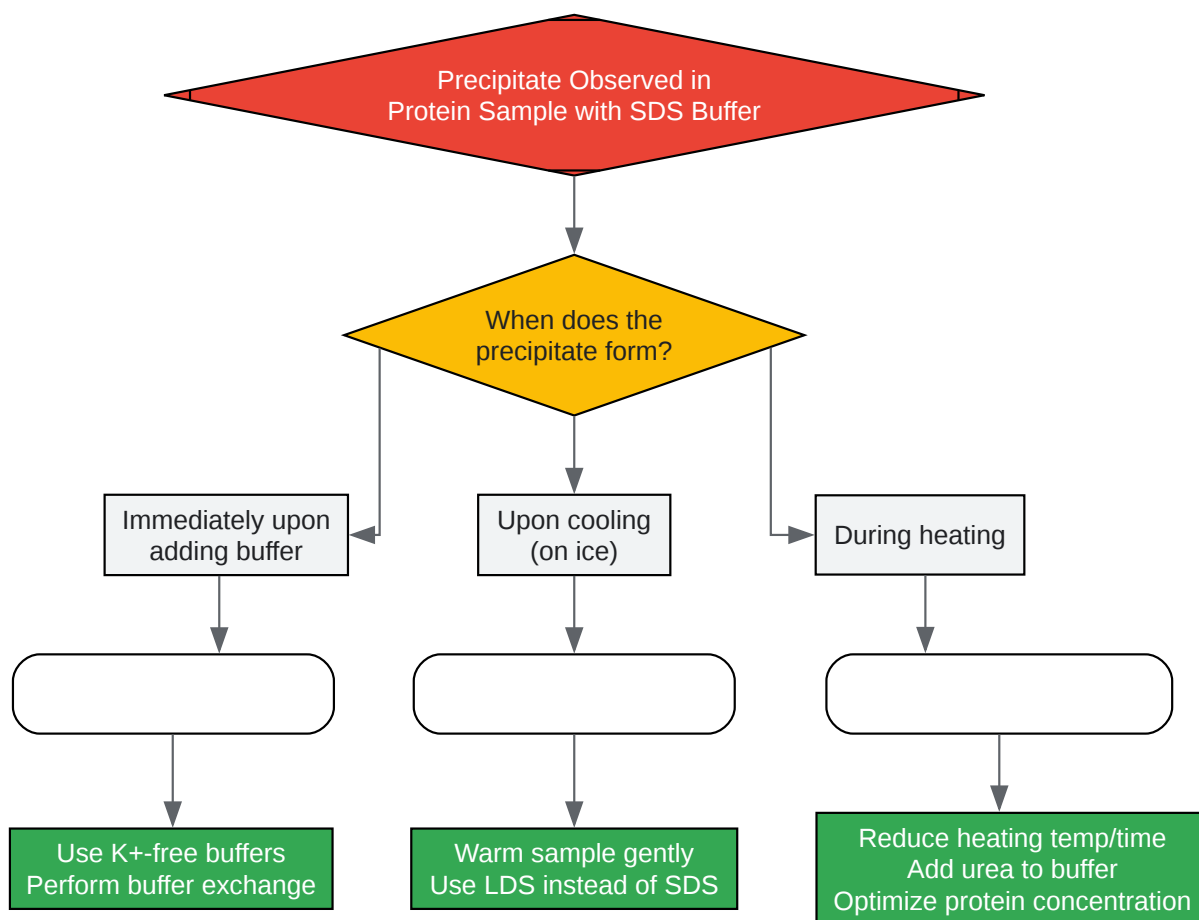 Precipitate Observed in
Protein Sample with SDS Buffer
When does the
precipitate form?
Immediately upon
adding buffer
Upon cooling
(on ice)
During heating
Use K+-free buffers
Perform buffer exchange
Warm sample gently
Use LDS instead of SDS
Reduce heating temp/time
Add urea to buffer
Optimize protein concentration